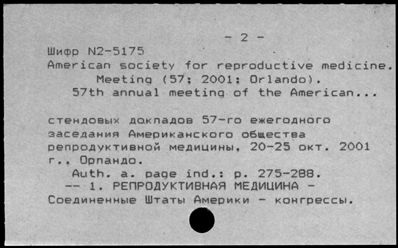 - 2 -
Шифр N2-5175
American society for reproductive medicine.
Meeting (57; 2001; Orlando).
57th annual meeting of the American...
стендовых докладов 57-го ежегодного
заседания Американского общества
репродуктивной медицины, 20-25 окт. 2001
г., Орландо.
Auth. a. page ind.: p. 275-288.
-- 1. РЕПРОДУКТИВНАЯ МЕДИЦИНА -
Соединенные Штаты Америки - конгрессы.